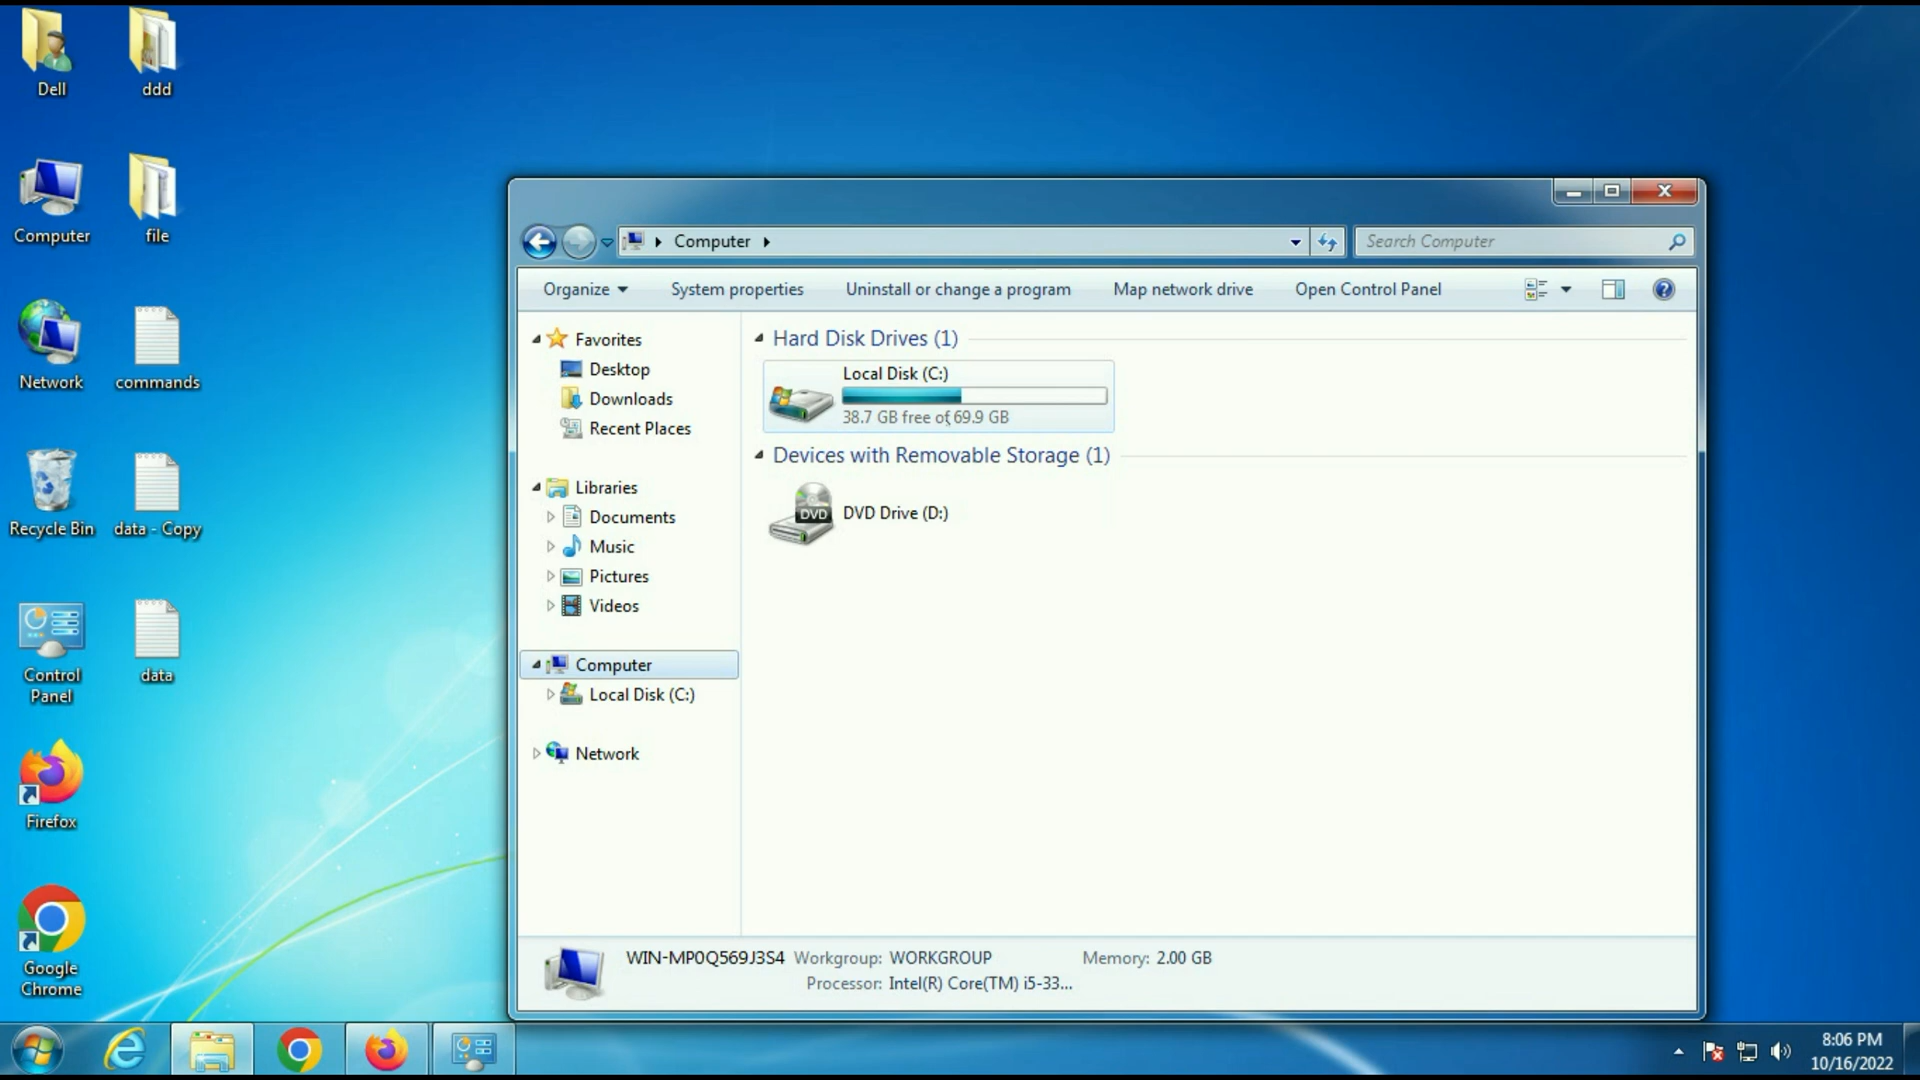 Dell
ddd
Computer
file
Network
commands
Recycle Bin
data - Copy
Control
Panel
data
Firefox
Google
Chrome
Computer
Search Computer
Organize
System properties
Uninstall or change a program
Map network drive
Open Control Panel
Favorites
Desktop
Downloads
Recent Places
Libraries
Documents
Music
Pictures
Videos
Computer
Local Disk (C:)
Network
Hard Disk Drives (1)
Local Disk (C:)
38.7 GB free of 69.9 GB
Devices with Removable Storage (1)
DVD
DVD Drive (D:)
WIN-MP0Q569J3S4 Workgroup: WORKGROUP Memory: 2.00 GB
Processor: Intel(R) Core(TM) i5-33...
8:06 PM
10/16/2022